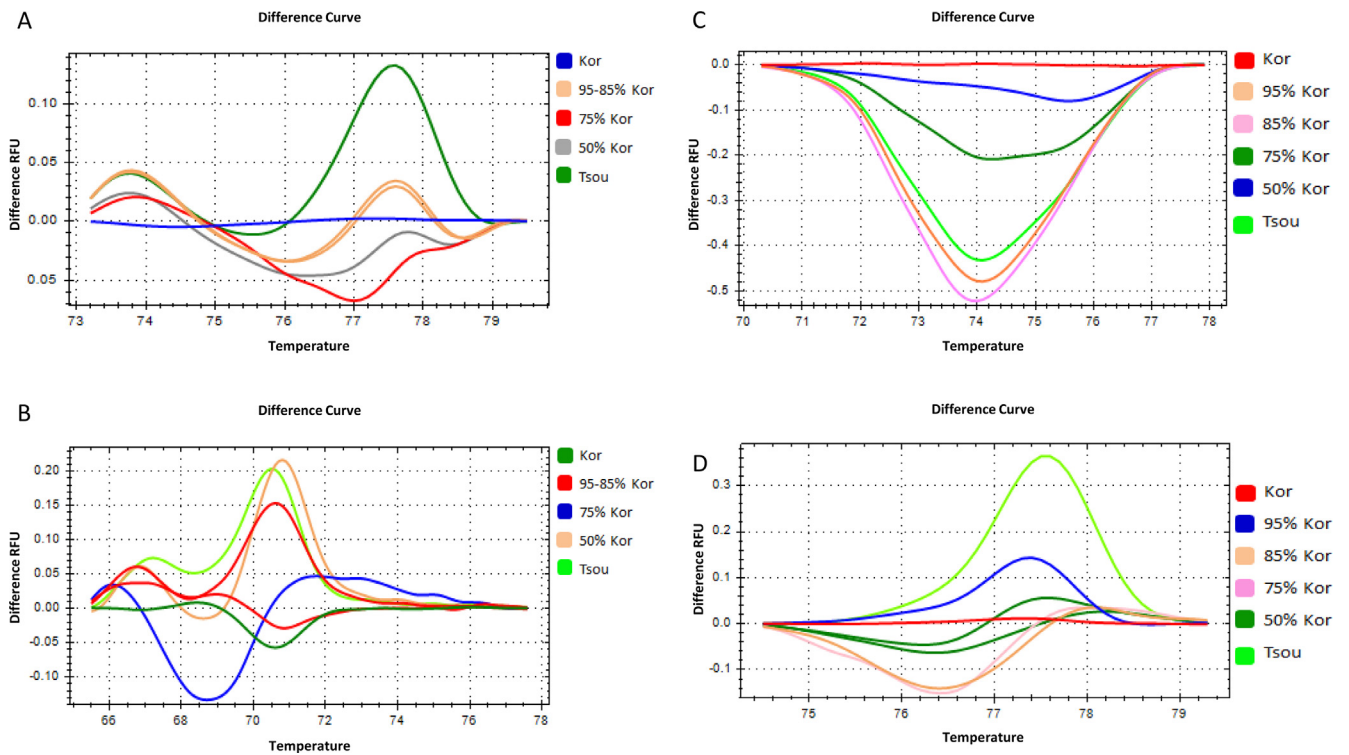 A
Difference Curve
Difference RFU
0.10
0.05
0.00
0.05
73 74 75 76 77 78 79
Temperature
Kor
95-85% Kor
75% Kor
50% Kor
Tsou
C
Difference Curve
Difference RFU
0.0
-0.1
-0.2
-0.3
-0.4
-0.5
70 71 72 73 74 75 76 77 78
Temperature
Kor
95% Kor
85% Kor
75% Kor
50% Kor
Tsou
B
Difference Curve
Difference RFU
0.20
0.15
0.10
0.05
0.00
-0.05
-0.10
66 68 70 72 74 76 78
Temperature
Kor
95-85% Kor
75% Kor
50% Kor
Tsou
D
Difference Curve
Difference RFU
0.3
0.2
0.1
0.0
-0.1
75 76 77 78 79
Temperature
Kor
95% Kor
85% Kor
75% Kor
50% Kor
Tsou